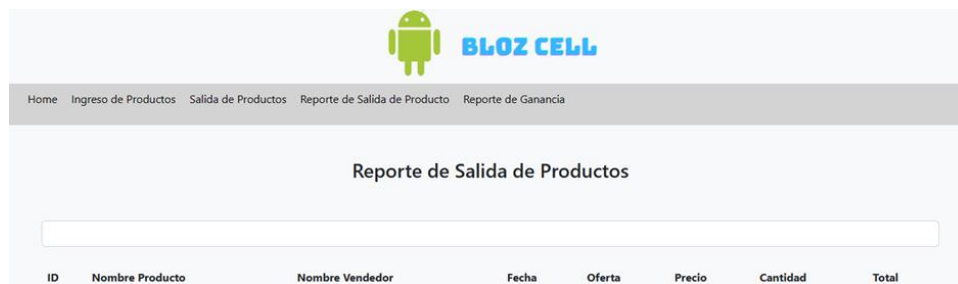 BLOZ CELL
Home Ingreso de Productos Salida de Productos Reporte de Salida de Producto Reporte de Ganancia
Reporte de Salida de Productos
ID Nombre Producto Nombre Vendedor Fecha Oferta Precio Cantidad Total